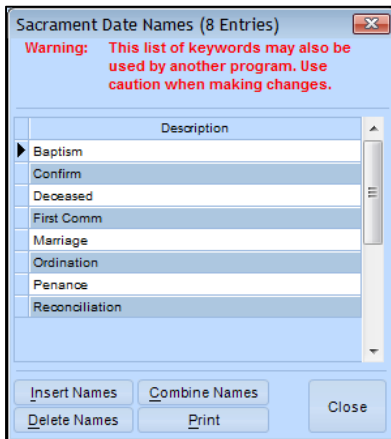 Sacrament Date Names (8 Entries)
Warning: This list of keywords may also be
used by another program. Use
caution when making changes.
Description
Baptism
Confirm
Deceased
First Comm
Marriage
Ordination
Penance
Reconciliation
Insert Names Combine Names
Close
Delete Names Print